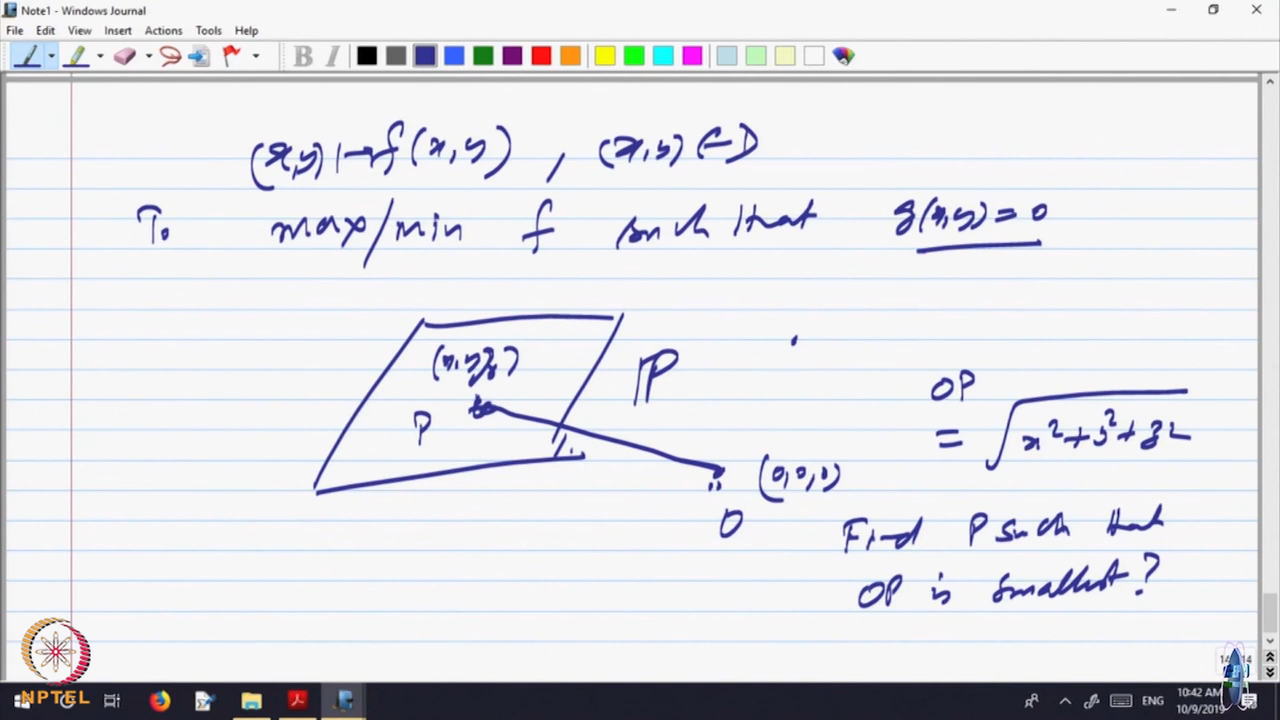 Note1 - Windows Journal
File Edit View Insert Actions Tools Help
B I
(x,y) ↦ f(x,y) , (x,y) ∈ D
To max/min f such that g(x,y) = 0
(x,y,z)
P
ℙ
(0,0,0)
O
OP
= √(x² + y² + z²)
Find P such that
OP is smallest?
NPTEL
ENG
10:42 AM
10/9/2019